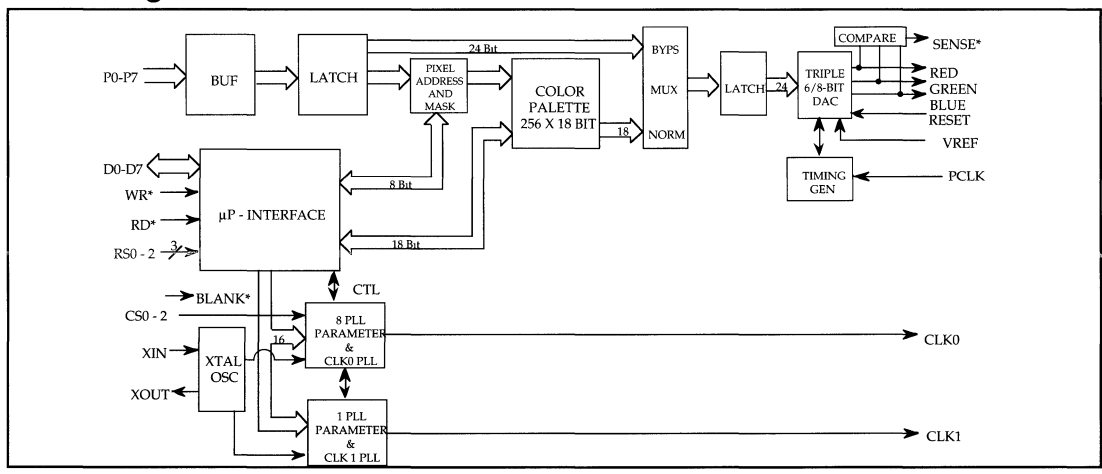 P0-P7
BUF
LATCH
24 Bit
PIXEL
ADDRESS
AND
MASK
COLOR
PALETTE
256 X 18 BIT
18
BYPS
MUX
NORM
LATCH
24
TRIPLE
6/8-BIT
DAC
COMPARE
SENSE*
RED
GREEN
BLUE
RESET
VREF
TIMING
GEN
PCLK
D0-D7
WR*
RD*
RS0 - 2
3
µP - INTERFACE
8 Bit
18 Bit
BLANK*
CTL
CS0 - 2
16
8 PLL
PARAMETER
&
CLK0 PLL
CLK0
XIN
XOUT
XTAL
OSC
1 PLL
PARAMETER
&
CLK 1 PLL
CLK1